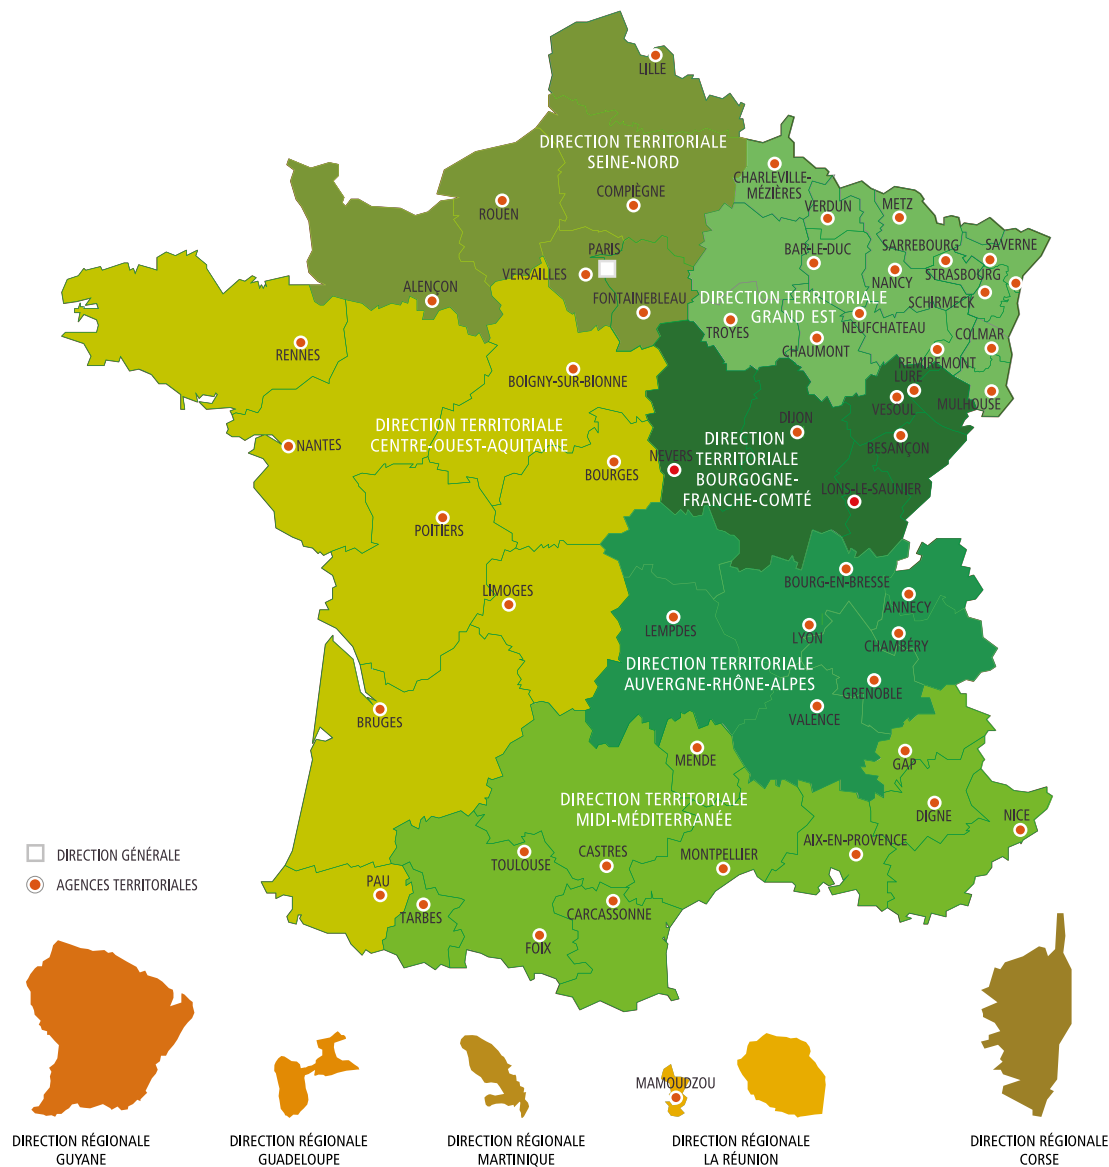 LILLE
DIRECTION TERRITORIALE
SEINE-NORD
CHARLEVILLE-
MÉZIÈRES
COMPIÈGNE
ROUEN
VERDUN
METZ
PARIS
BAR-LE-DUC
SARREBOURG
SAVERNE
VERSAILLES
NANCY
STRASBOURG
ALENÇON
FONTAINEBLEAU
DIRECTION TERRITORIALE
GRAND EST
SCHIRMECK
TROYES
NEUFCHATEAU
COLMAR
RENNES
CHAUMONT
REMIREMONT
BOIGNY-SUR-BIONNE
LURE
VESOUL
MULHOUSE
DIRECTION TERRITORIALE
CENTRE-OUEST-AQUITAINE
DIJON
NANTES
DIRECTION
TERRITORIALE
BOURGOGNE-
FRANCHE-COMTÉ
BESANÇON
NEVERS
BOURGES
LONS-LE-SAUNIER
POITIERS
BOURG-EN-BRESSE
LIMOGES
ANNECY
LEMPDES
LYON
CHAMBÉRY
DIRECTION TERRITORIALE
AUVERGNE-RHÔNE-ALPES
GRENOBLE
BRUGES
VALENCE
MENDE
GAP
DIRECTION TERRITORIALE
MIDI-MÉDITERRANÉE
DIGNE
NICE
AIX-EN-PROVENCE
TOULOUSE
CASTRES
MONTPELLIER
DIRECTION GÉNÉRALE
AGENCES TERRITORIALES
PAU
TARBES
CARCASSONNE
FOIX
MAMOUDZOU
DIRECTION RÉGIONALE
GUYANE
DIRECTION RÉGIONALE
GUADELOUPE
DIRECTION RÉGIONALE
MARTINIQUE
DIRECTION RÉGIONALE
LA RÉUNION
DIRECTION RÉGIONALE
CORSE